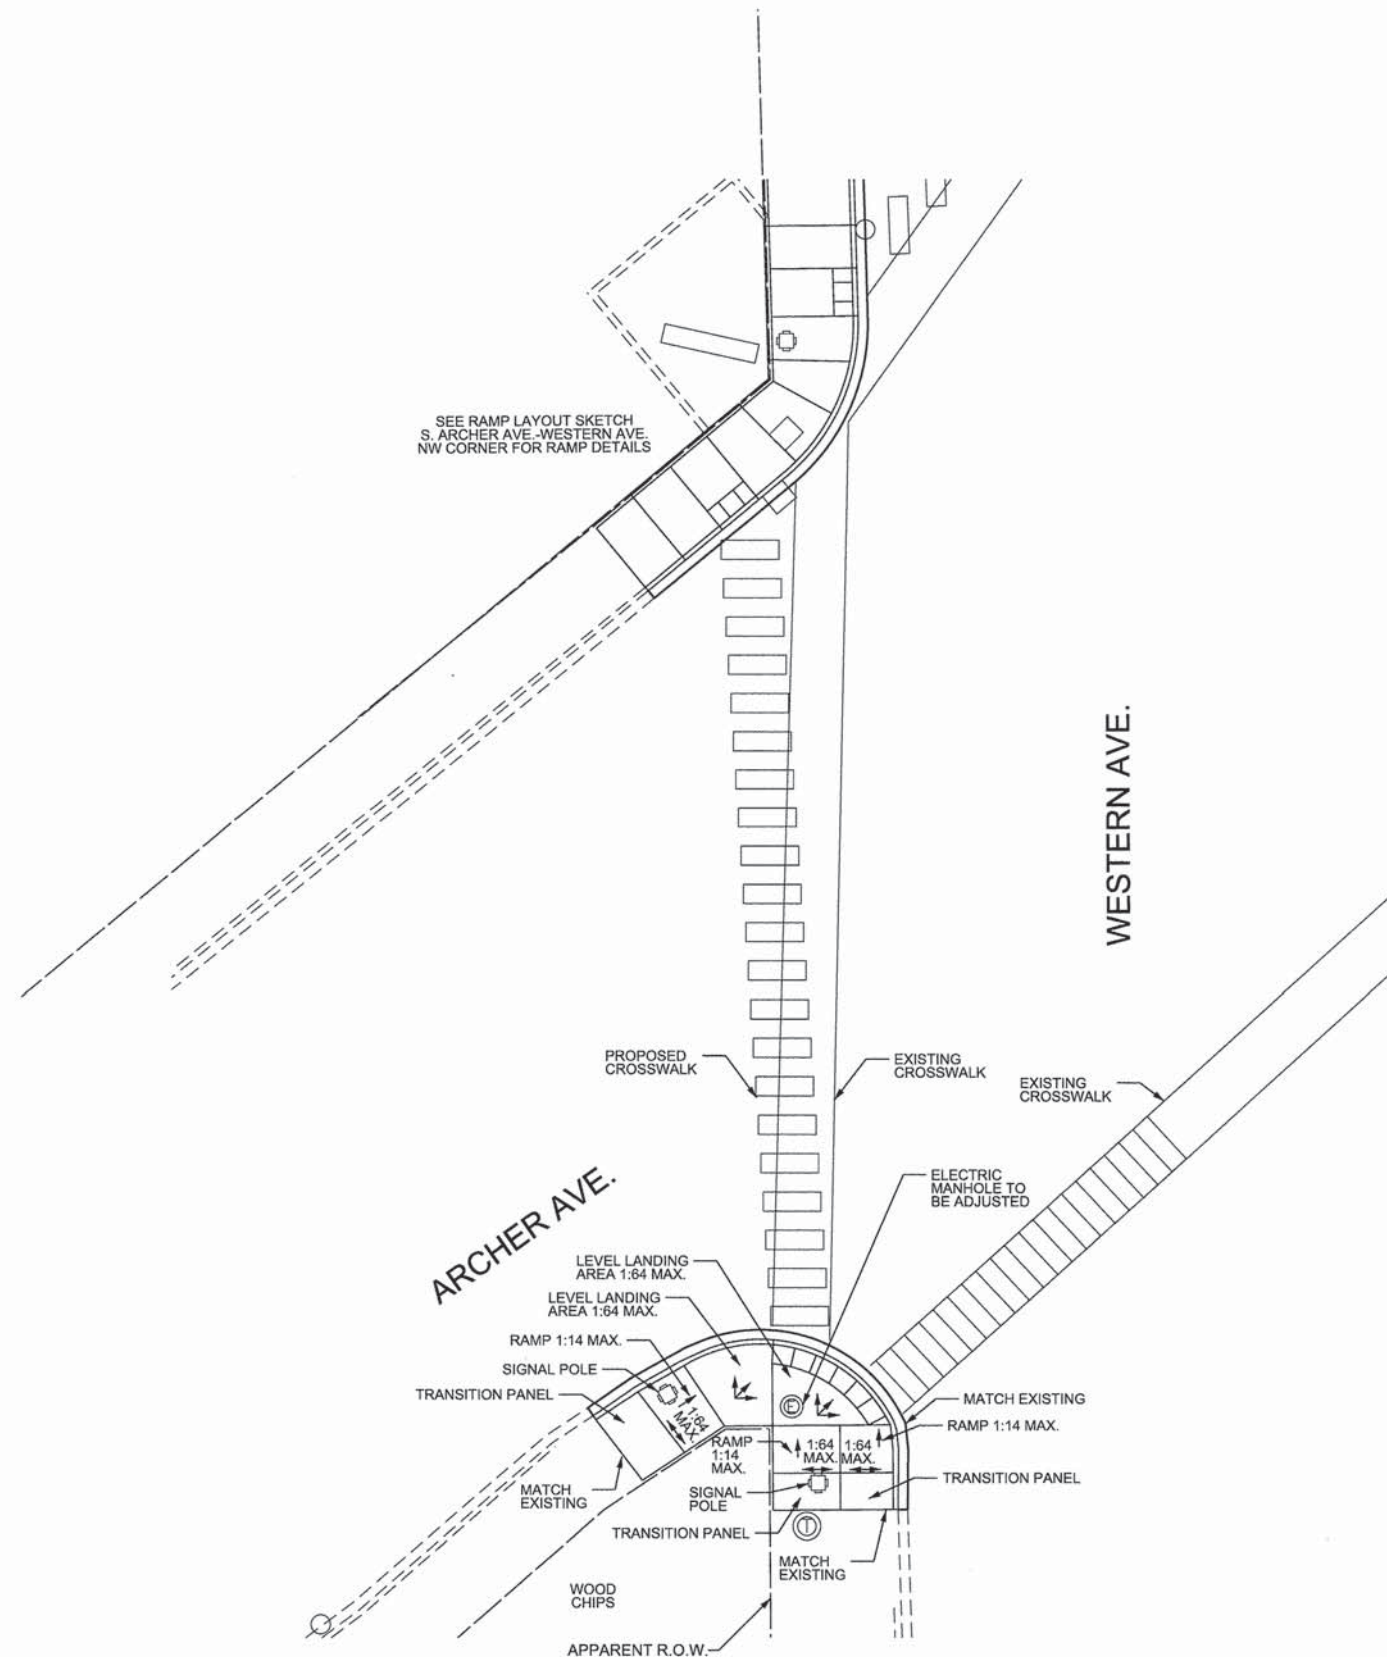 SEE RAMP LAYOUT SKETCH
S. ARCHER AVE.-WESTERN AVE.
NW CORNER FOR RAMP DETAILS
WESTERN AVE.
PROPOSED
CROSSWALK
EXISTING
CROSSWALK
EXISTING
CROSSWALK
ELECTRIC
MANHOLE TO
BE ADJUSTED
ARCHER AVE.
LEVEL LANDING
AREA 1:64 MAX.
LEVEL LANDING
AREA 1:64 MAX.
RAMP 1:14 MAX.
SIGNAL POLE
TRANSITION PANEL
1:64
MAX.
E
MATCH EXISTING
RAMP 1:14 MAX.
RAMP
1:14
MAX.
1:64
MAX.
1:64
MAX.
TRANSITION PANEL
MATCH
EXISTING
SIGNAL
POLE
TRANSITION PANEL
T
MATCH
EXISTING
WOOD
CHIPS
APPARENT R.O.W.